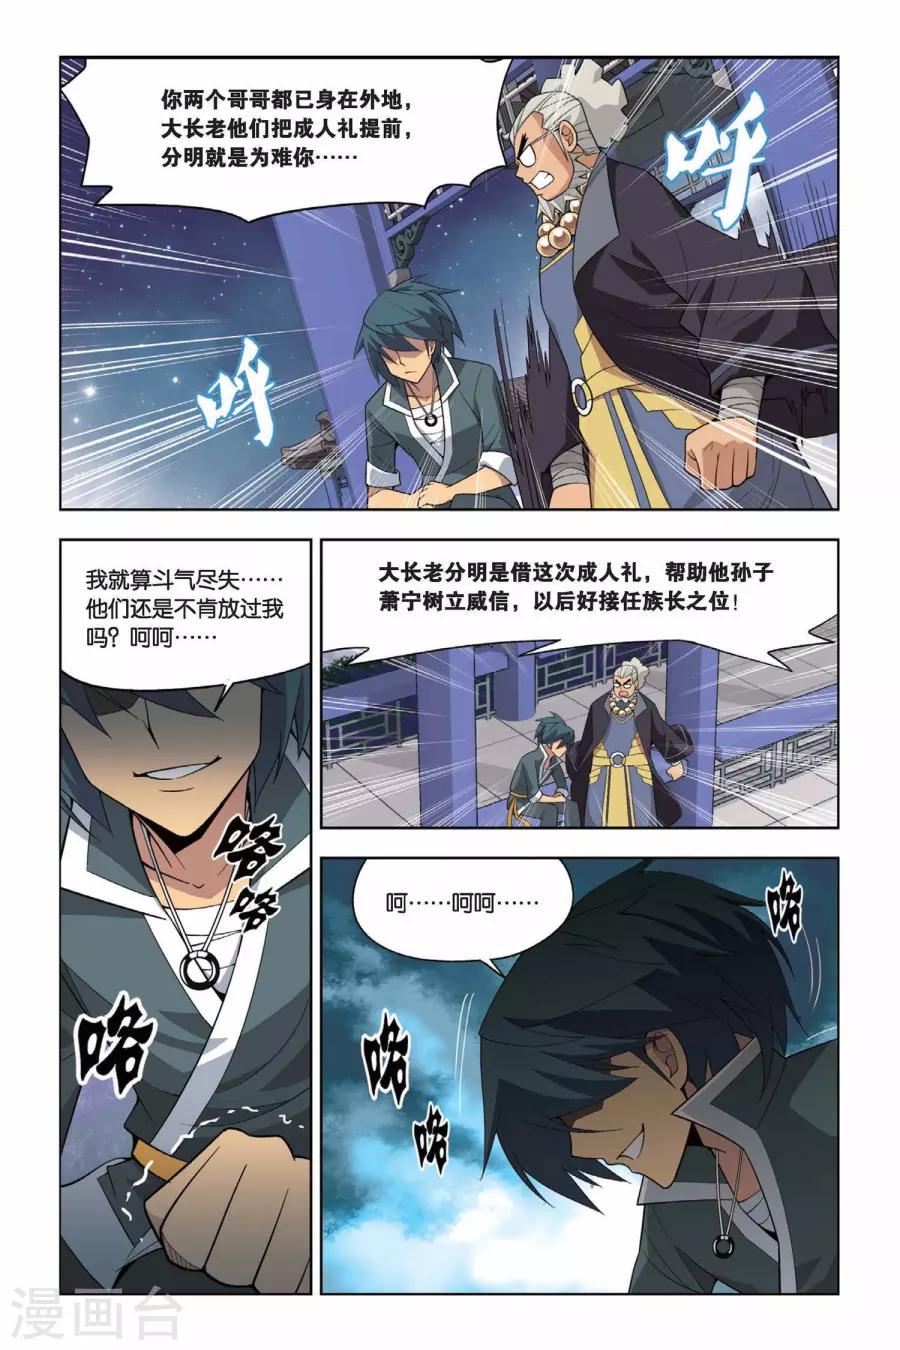 你两个哥哥都已身在外地，
大长老他们把成人礼提前，
分明就是为难你……
呼
呼
我就算斗气尽失……
他们还是不肯放过我
吗？呵呵……
咯
咯
咯
大长老分明是借这次成人礼，帮助他孙子
萧宁树立威信，以后好接任族长之位！
呵……呵呵……
咯
咯
咯
漫画台